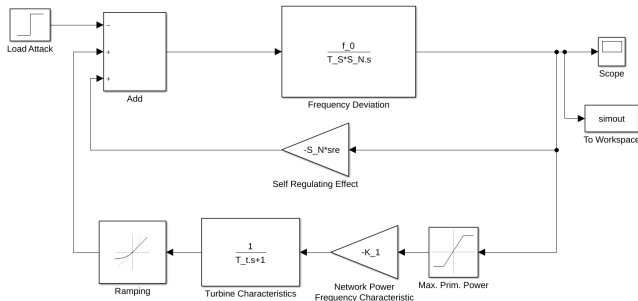 Load Attack
−
+
+
Add
f_0
T_S*S_N.s
Frequency Deviation
Scope
simout
To Workspace
-S_N*sre
Self Regulating Effect
Ramping
1
T_t.s+1
Turbine Characteristics
-K_1
Network Power
Frequency Characteristic
Max. Prim. Power